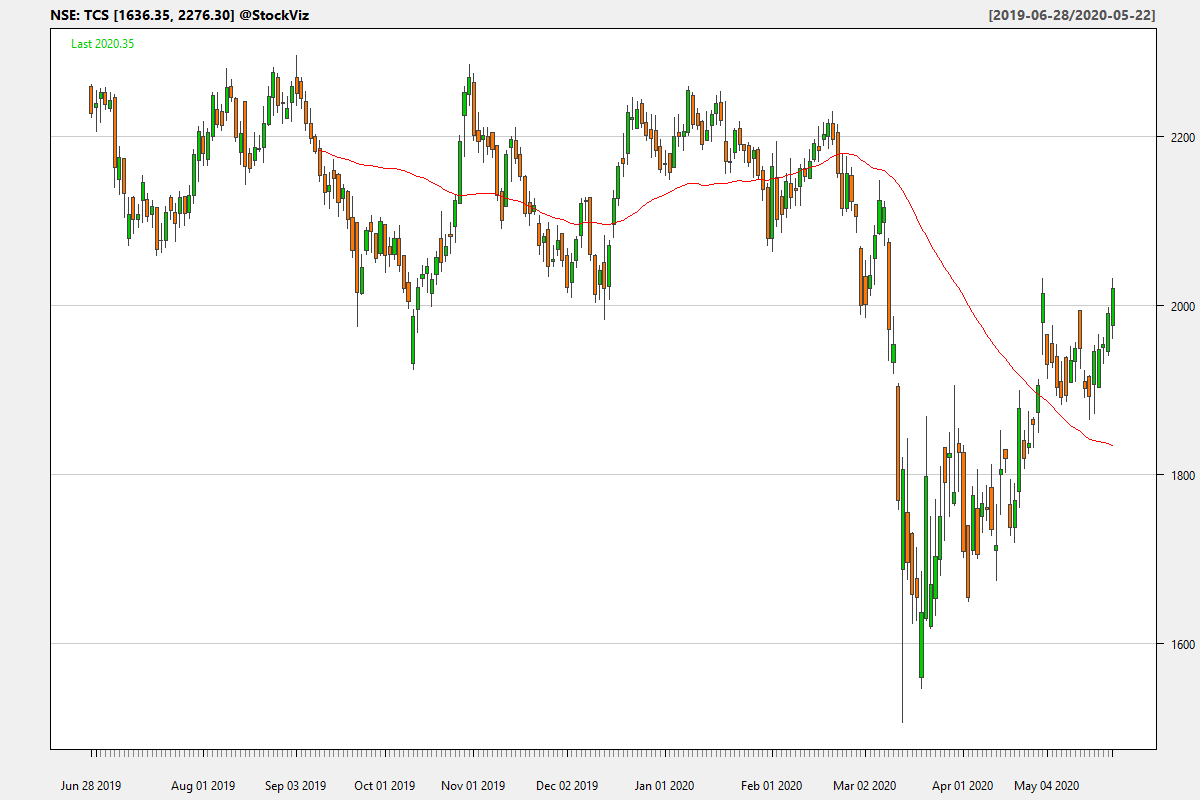 NSE: TCS [1636.35, 2276.30] @StockViz
[2019-06-28/2020-05-22]
Last 2020.35
2200
2000
1800
1600
Jun 28 2019 Aug 01 2019 Sep 03 2019 Oct 01 2019 Nov 01 2019 Dec 02 2019 Jan 01 2020 Feb 01 2020 Mar 02 2020 Apr 01 2020 May 04 2020